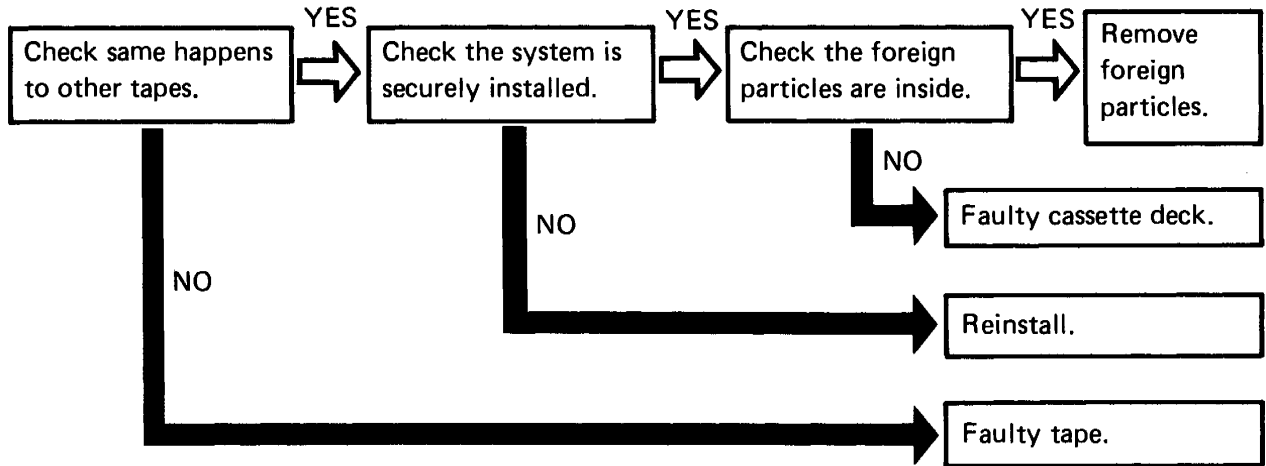 YES
YES
YES
Check same happens
to other tapes.
Check the system is
securely installed.
Check the foreign
particles are inside.
Remove
foreign
particles.
NO
Faulty cassette deck.
NO
Reinstall.
NO
Faulty tape.